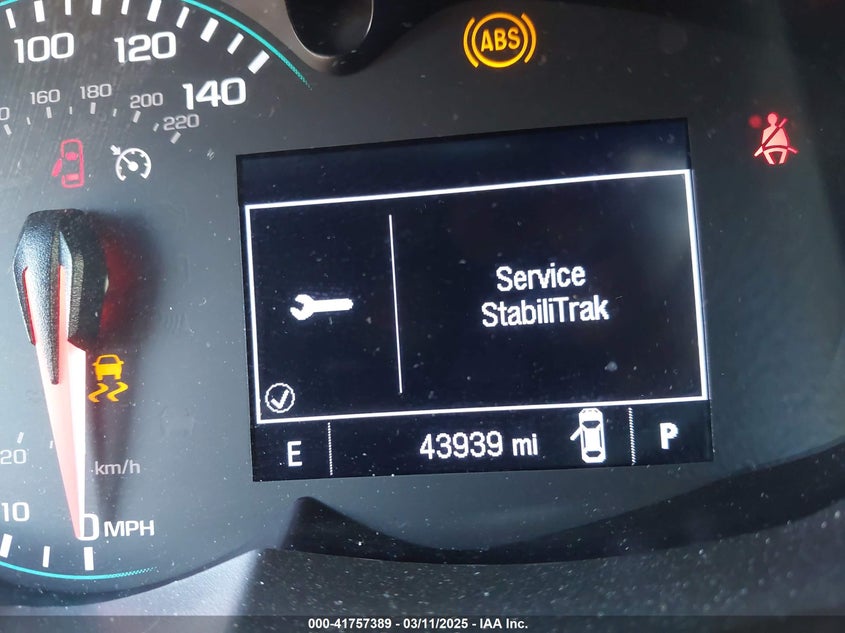 100 120
140
160 180 200 220
ABS
Service
StabiliTrak
E 43939 mi P
20 km/h
10
0 MPH
000-41757389 - 03/11/2025 - IAA Inc.